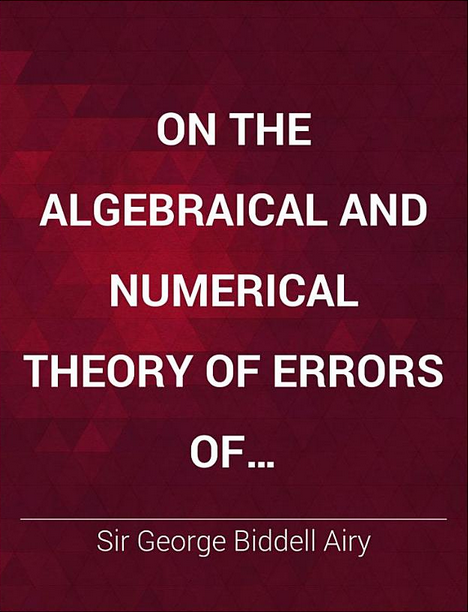 ON THE
ALGEBRAICAL AND
NUMERICAL
THEORY OF ERRORS
OF...
Sir George Biddell Airy